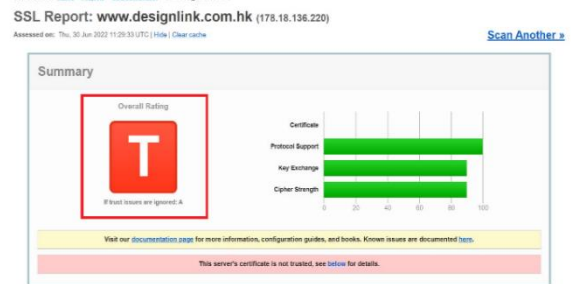 SSL Report: www.designlink.com.hk (178.18.136.220)
Assessed on: Thu, 30 Jun 2022 11:29:33 UTC | Hide | Clear cache
Scan Another »
Summary
Overall Rating
T
If trust issues are ignored: A
Certificate
Protocol Support
Key Exchange
Cipher Strength
0 20 40 60 80 100
Visit our documentation page for more information, configuration guides, and books. Known issues are documented here.
This server's certificate is not trusted, see below for details.